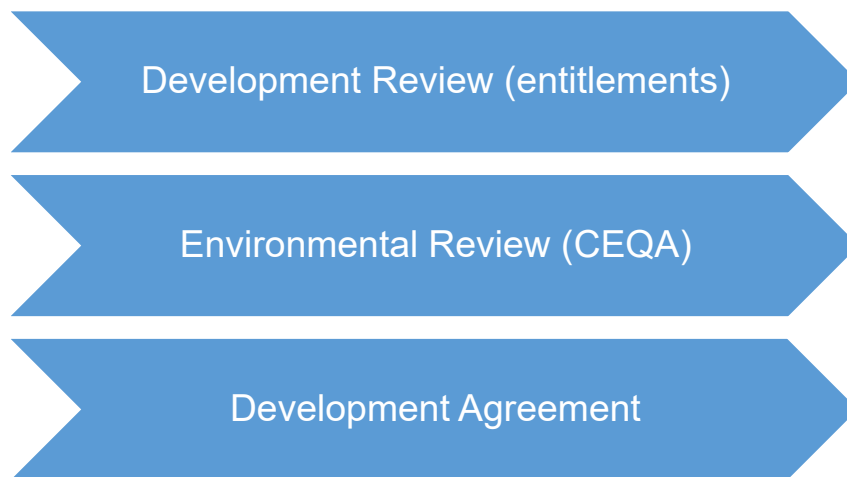 Development Review (entitlements)
Environmental Review (CEQA)
Development Agreement